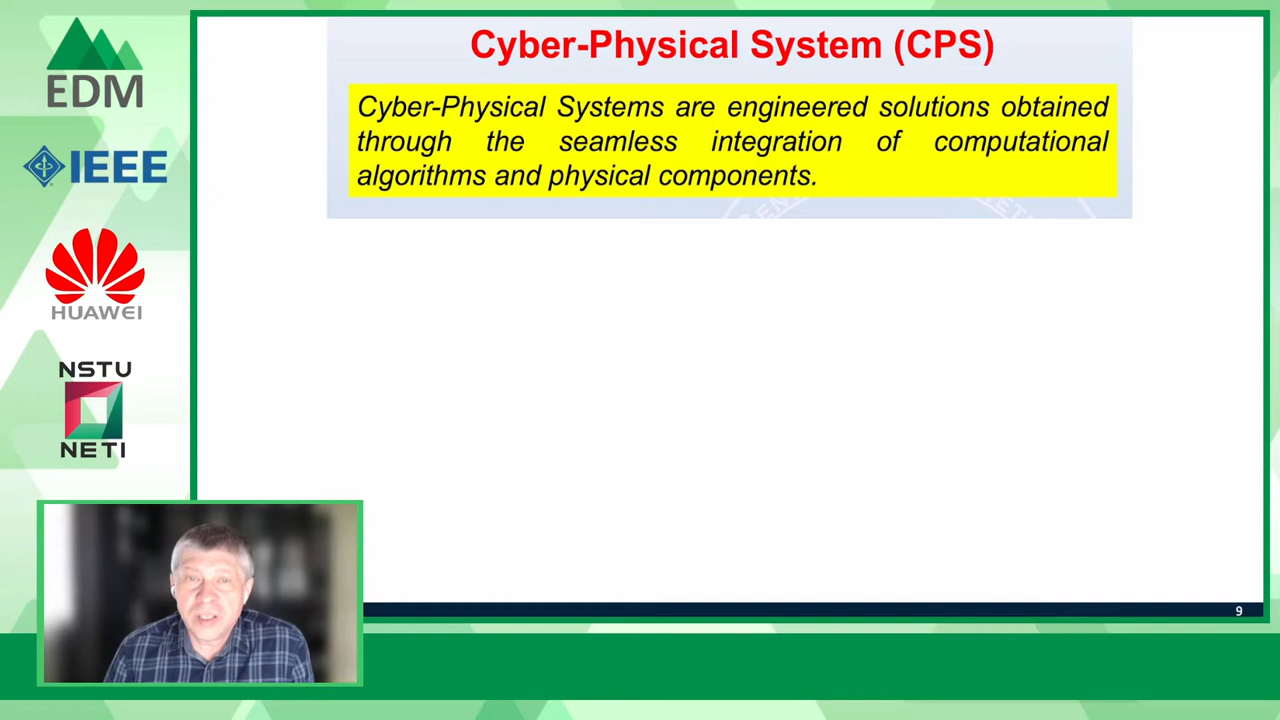 EDM
IEEE
HUAWEI
NSTU
NETI
Cyber-Physical System (CPS)
Cyber-Physical Systems are engineered solutions obtained
through the seamless integration of computational
algorithms and physical components.
9